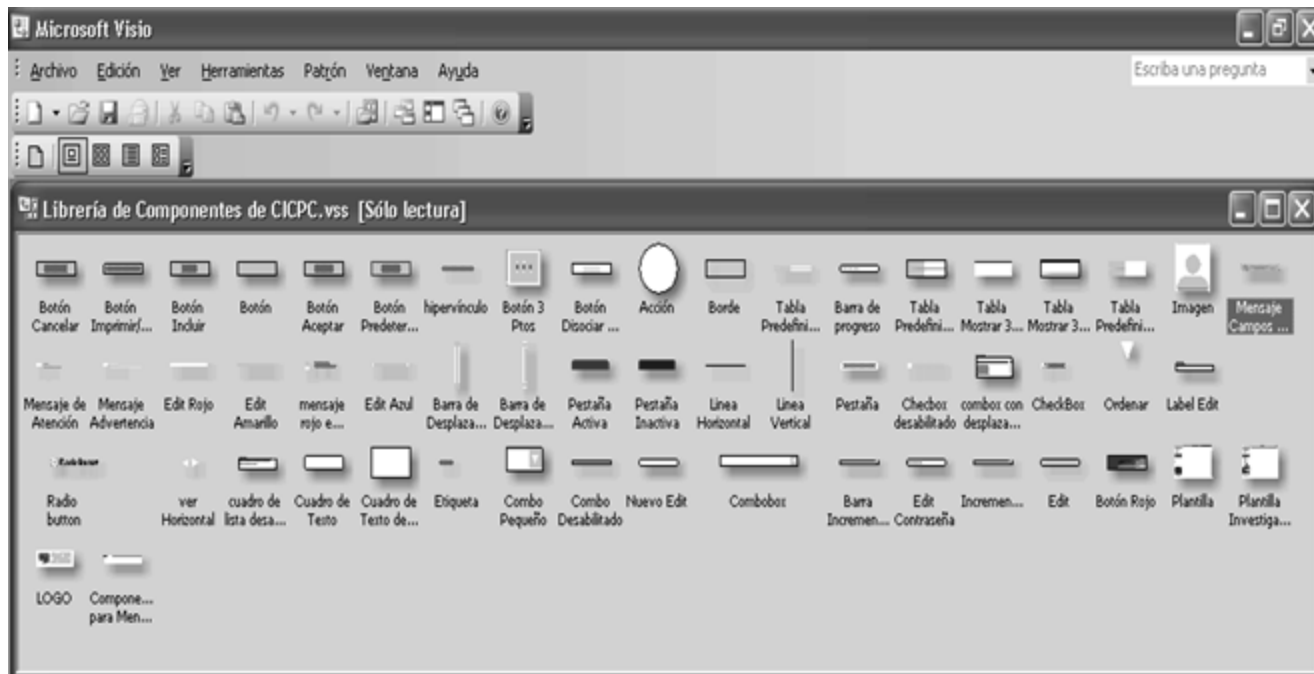 Microsoft Visio
Archivo Edición Ver Herramientas Patrón Ventana Ayuda
Escriba una pregunta
Librería de Componentes de CICPC.vss [Sólo lectura]
Botón Cancelar
Botón Imprimir/...
Botón Incluir
Botón
Botón Aceptar
Botón Predeter...
hipervínculo
Botón 3 Ptos
Botón Disociar ...
Acción
Borde
Tabla Predefini...
Barra de progreso
Tabla Predefini...
Tabla Mostrar 3...
Tabla Mostrar 3...
Tabla Predefini...
Imagen
Mensaje Campos ...
Mensaje de Atención
Mensaje Advertencia
Edit Rojo
Edit Amarillo
mensaje rojo e...
Edit Azul
Barra de Desplaza...
Barra de Desplaza...
Pestaña Activa
Pestaña Inactiva
Linea Horizontal
Linea Vertical
Pestaña
Checbox desabilitado
combox con desplaza...
CheckBox
Ordenar
Label Edit
Radio button
ver Horizontal
cuadro de lista desa...
Cuadro de Texto
Cuadro de Texto de...
Etiqueta
Combo Pequeño
Combo Desabilitado
Nuevo Edit
Combobox
Barra Incremen...
Edit Contraseña
Incremen...
Edit
Botón Rojo
Plantilla
Plantilla Investiga...
LOGO
Compone... para Men...